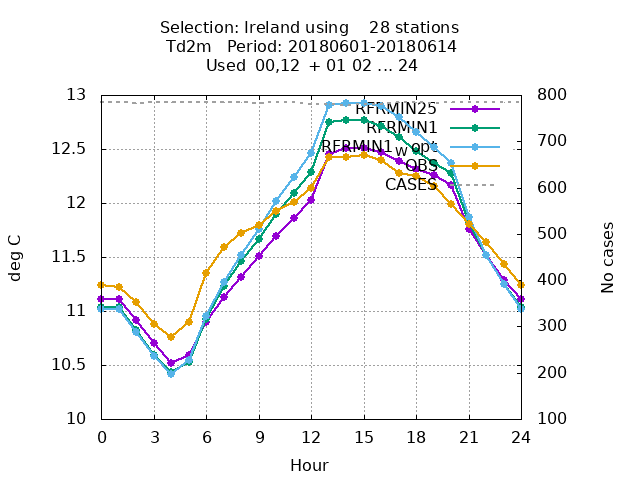 Selection: Ireland using    28 stations
Td2m   Period: 20180601-20180614
Used  00,12  + 01 02 ... 24
13
12.5
12
11.5
11
10.5
10
deg C
800
700
600
500
400
300
200
100
No cases
RFRMIN25
RFRMIN1
RFRMIN1_w_opt
OBS
CASES
0 3 6 9 12 15 18 21 24
Hour